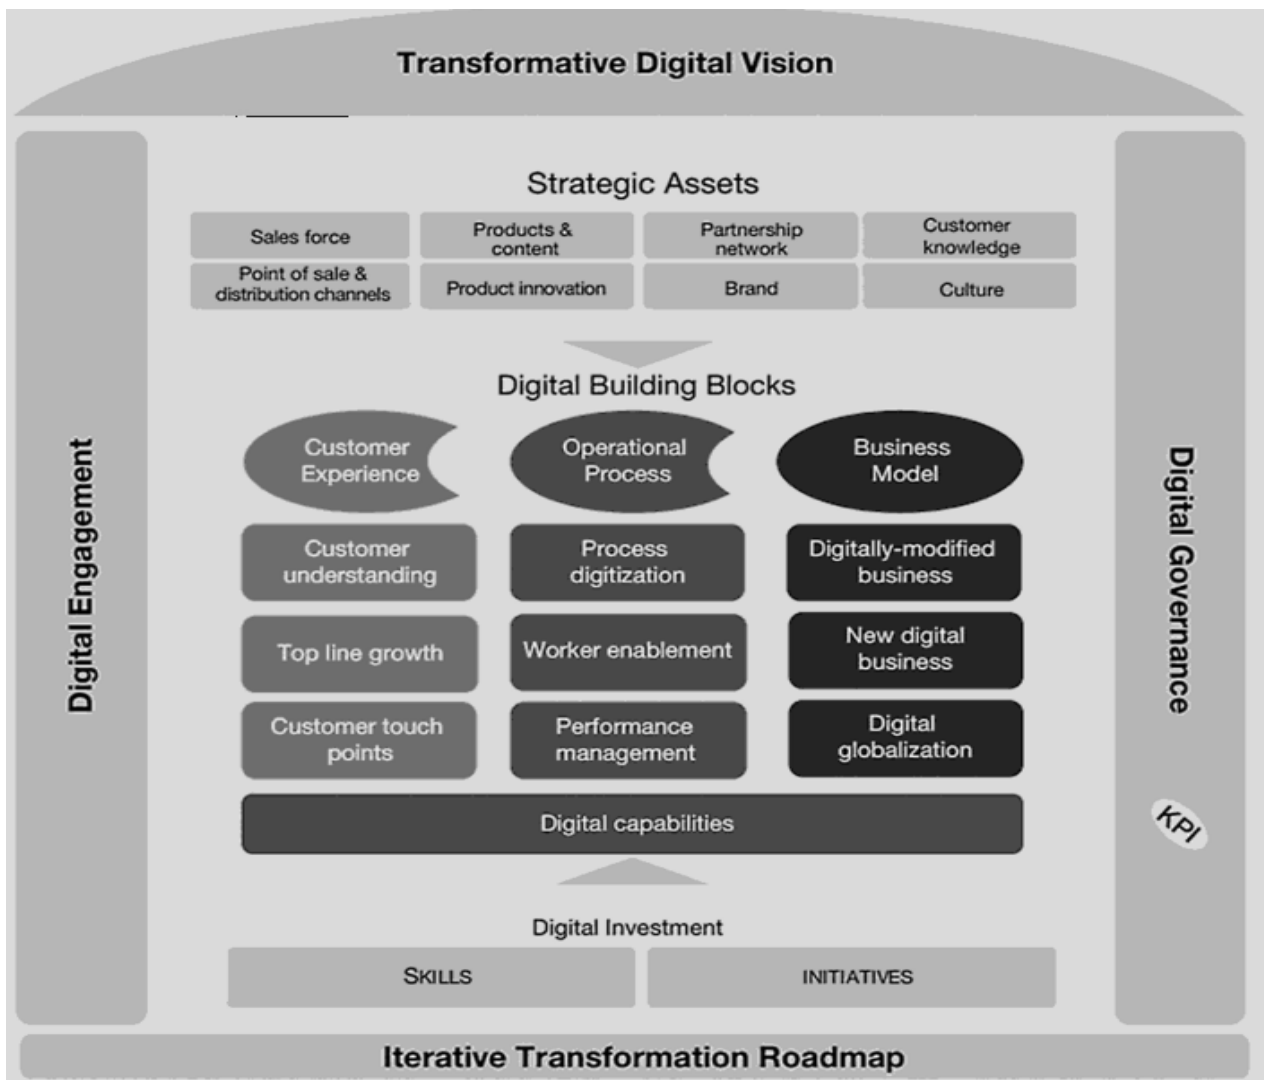 Transformative Digital Vision
Strategic Assets
Sales force
Products &
content
Partnership
network
Customer
knowledge
Point of sale &
distribution channels
Product innovation
Brand
Culture
Digital Building Blocks
Customer
Experience
Operational
Process
Business
Model
Customer
understanding
Process
digitization
Digitally-modified
business
Top line growth
Worker enablement
New digital
business
Customer touch
points
Performance
management
Digital
globalization
Digital capabilities
Digital Investment
SKILLS
INITIATIVES
Digital Engagement
Digital Governance
KPI
Iterative Transformation Roadmap